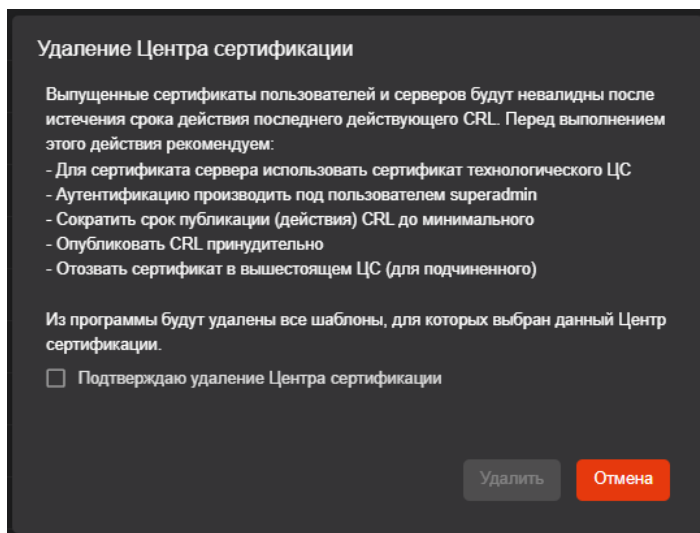 Удаление Центра сертификации
Выпущенные сертификаты пользователей и серверов будут невалидны после
истечения срока действия последнего действующего CRL. Перед выполнением
этого действия рекомендуем:
- Для сертификата сервера использовать сертификат технологического ЦС
- Аутентификацию производить под пользователем superadmin
- Сократить срок публикации (действия) CRL до минимального
- Опубликовать CRL принудительно
- Отозвать сертификат в вышестоящем ЦС (для подчиненного)
Из программы будут удалены все шаблоны, для которых выбран данный Центр
сертификации.
Подтверждаю удаление Центра сертификации
Удалить
Отмена